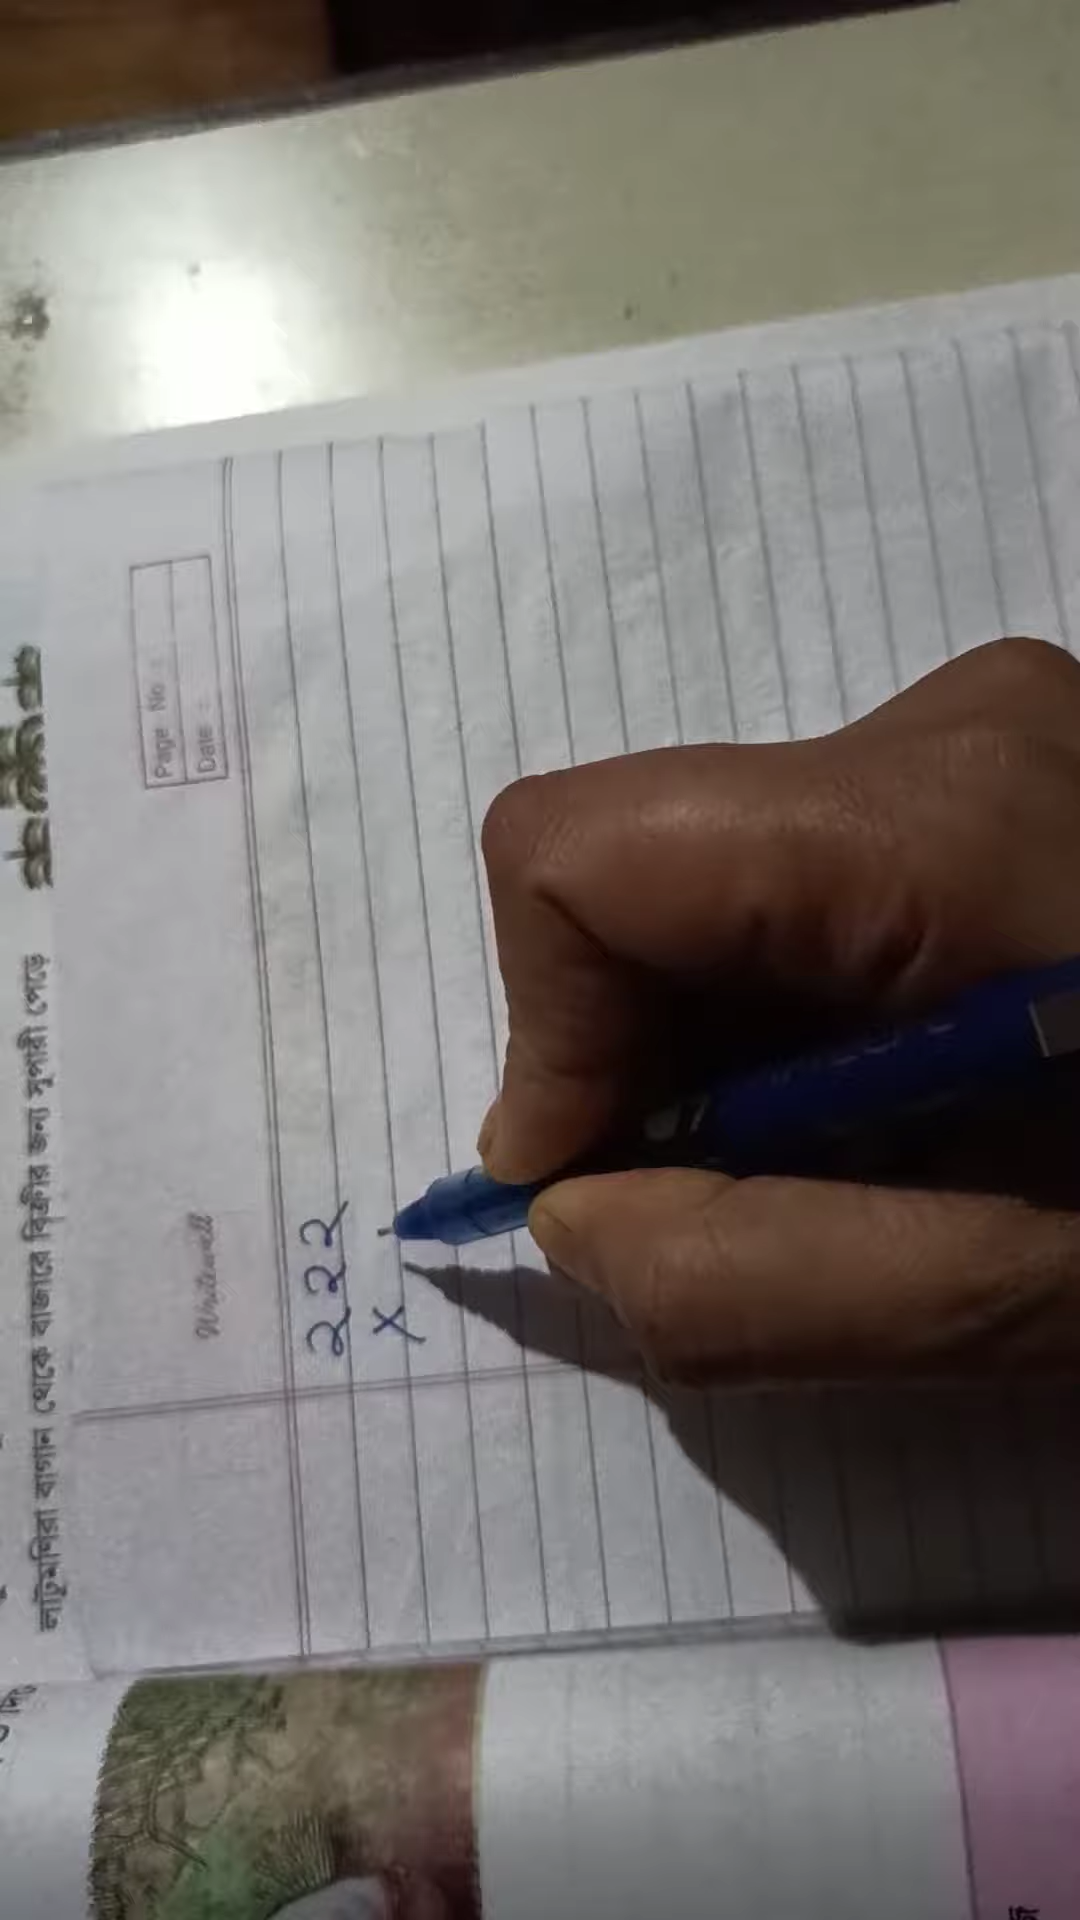 লাটুমণিরা বাগান থেকে বাজারে বিক্রীর জন্য সুপারী পেড়ে
Writewell
Page No :
Date :
222
×